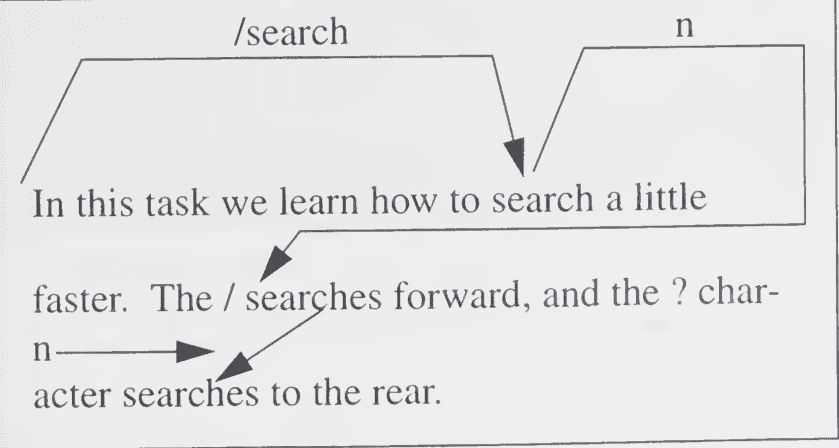 /search n
In this task we learn how to search a little
faster. The / searches forward, and the ? char-
n
acter searches to the rear.